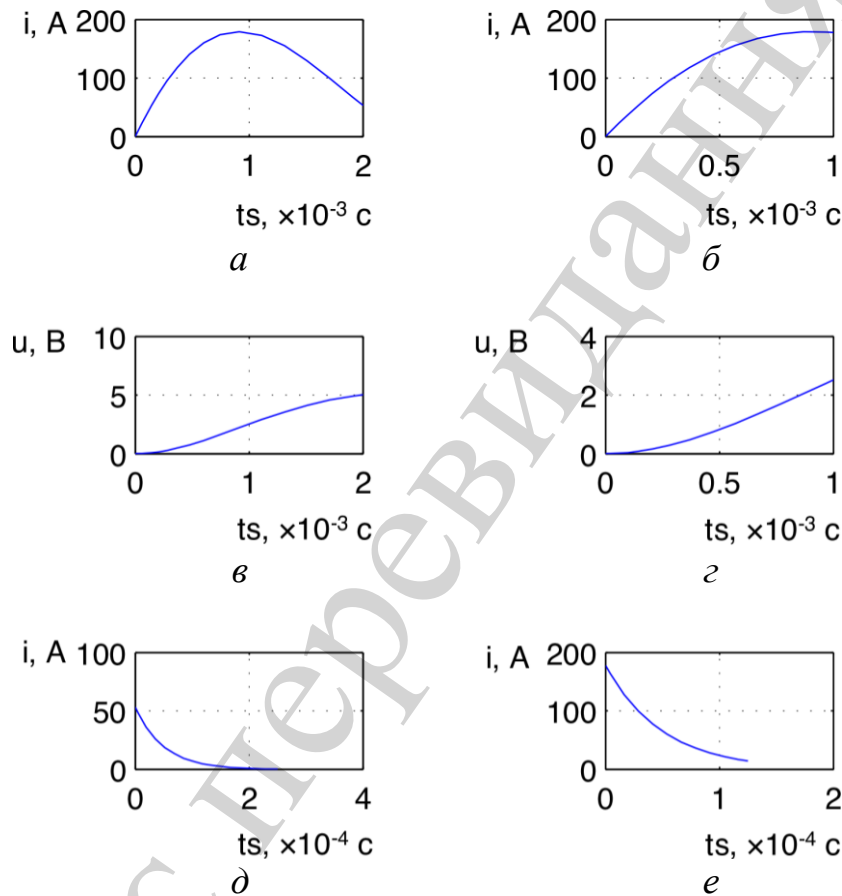 i, A 200
100
0
0 1 2
ts, ×10⁻³ c
а
i, A 200
100
0
0 0.5 1
ts, ×10⁻³ c
б
u, B 10
5
0
0 1 2
ts, ×10⁻³ c
в
u, B 4
2
0
0 0.5 1
ts, ×10⁻³ c
г
i, A 100
50
0
0 2 4
ts, ×10⁻⁴ c
д
i, A 200
100
0
0 1 2
ts, ×10⁻⁴ c
е
с перевидання